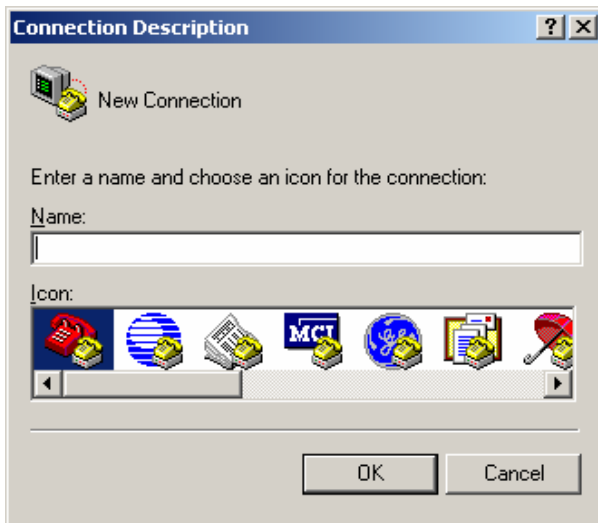 Connection Description
New Connection
Enter a name and choose an icon for the connection:
Name:
Icon:
MCI
OK
Cancel